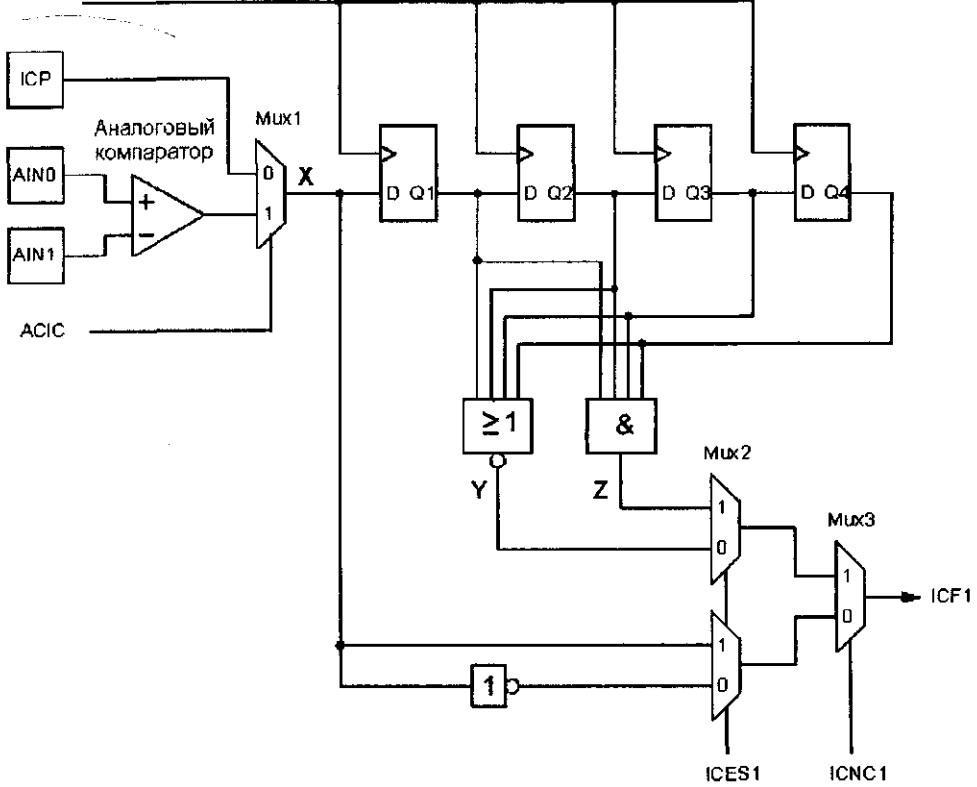 ICP
Mux1
Аналоговый
компаратор
AIN0
+
0
X
D Q1
D Q2
D Q3
D Q4
1
−
AIN1
ACIC
≥1
&
Mux2
Y
Z
1
Mux3
0
1
ICF1
0
1
1
0
ICES1
ICNC1